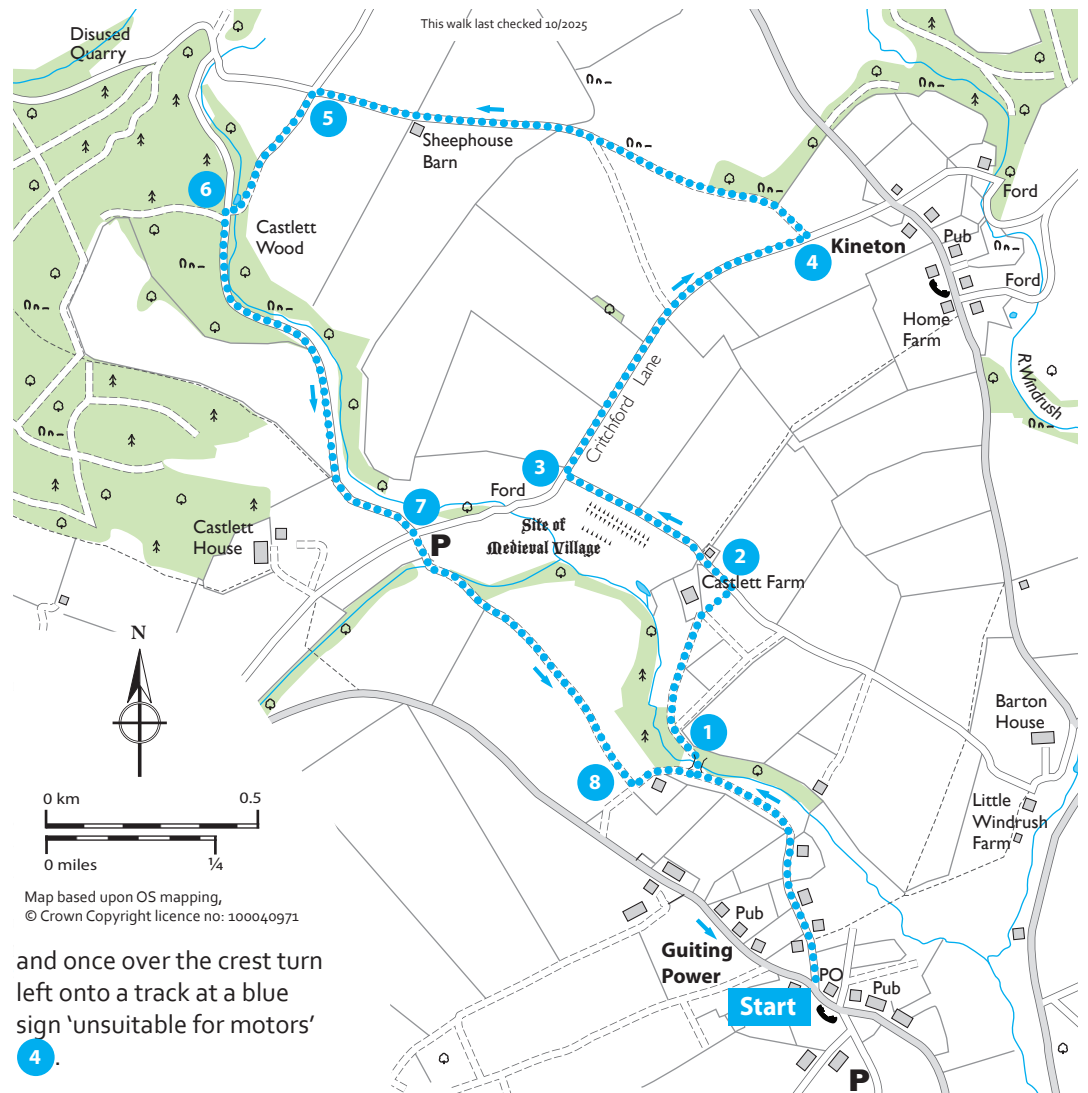 This walk last checked 10/2025
Disused
Quarry
5
Sheephouse
Barn
6
Castlett
Wood
Ford
Pub
Kineton
4
Ford
Home
Farm
R.Windrush
Critchford Lane
3
Ford
7
Site of
Medieval Village
P
Castlett
House
2
Castlett Farm
N
1
Barton
House
8
0 km 0.5
0 miles ¼
Little
Windrush
Farm
Map based upon OS mapping,
© Crown Copyright licence no: 100040971
Pub
Guiting
Power
PO
Pub
Start
P
and once over the crest turn
left onto a track at a blue
sign ‘unsuitable for motors’
4.